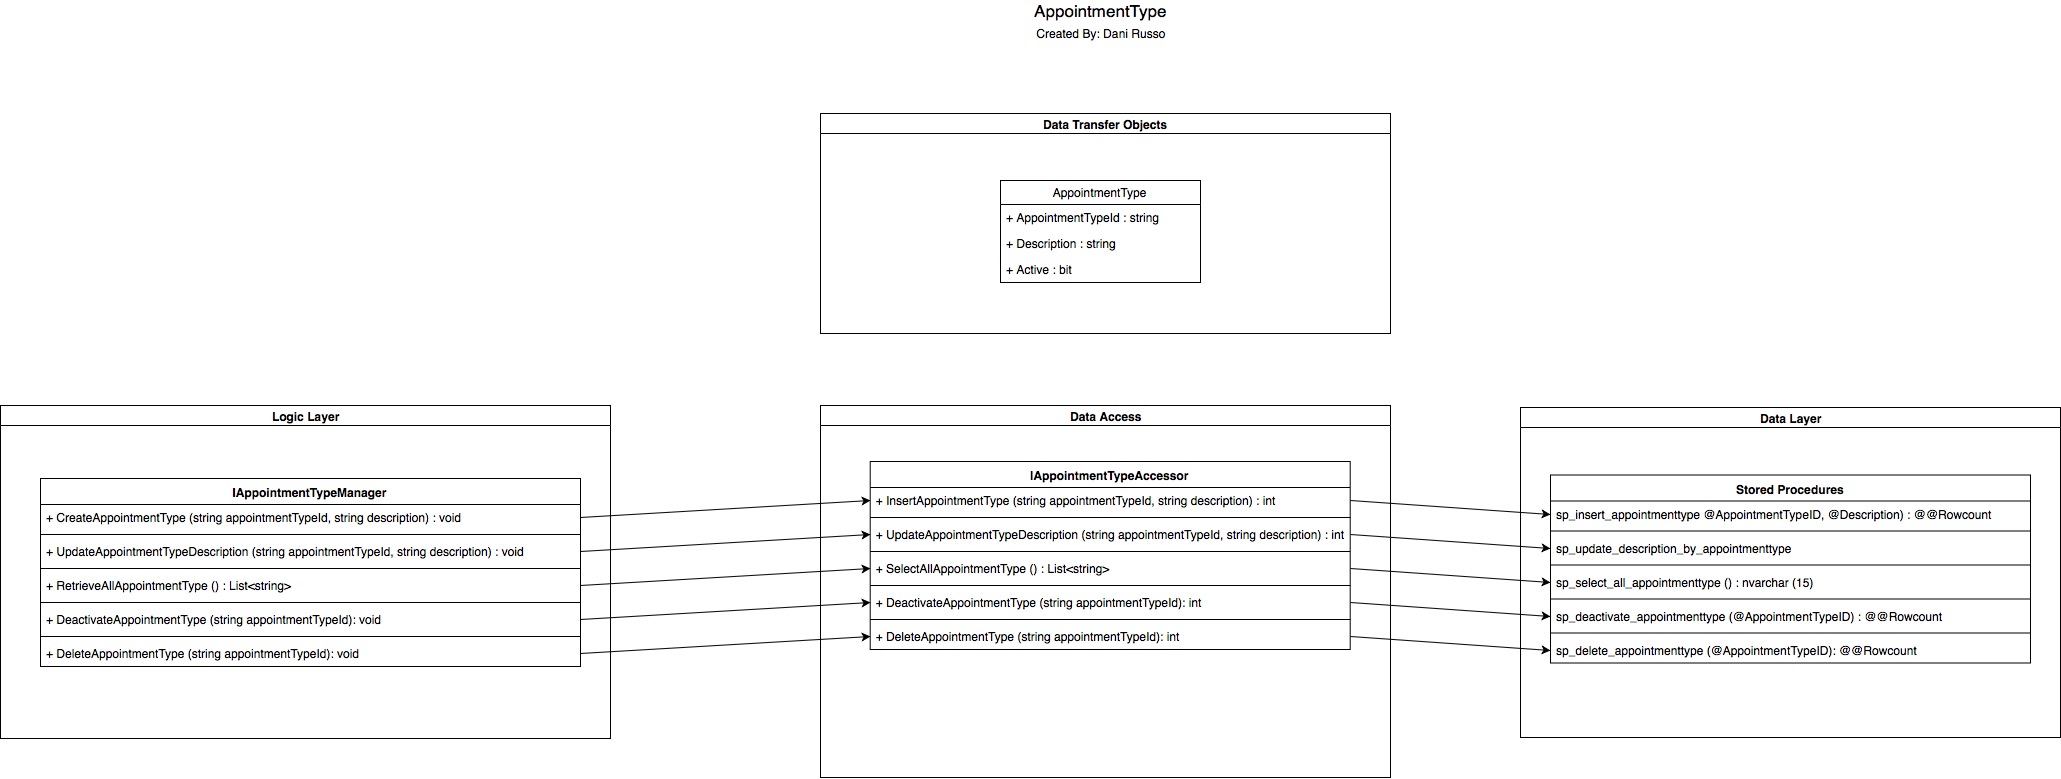 AppointmentType
Created By: Dani Russo
Data Transfer Objects
AppointmentType
+ AppointmentTypeId : string
+ Description : string
+ Active : bit
Logic Layer
IAppointmentTypeManager
+ CreateAppointmentType (string appointmentTypeId, string description) : void
+ UpdateAppointmentTypeDescription (string appointmentTypeId, string description) : void
+ RetrieveAllAppointmentType () : List<string>
+ DeactivateAppointmentType (string appointmentTypeId): void
+ DeleteAppointmentType (string appointmentTypeId): void
Data Access
IAppointmentTypeAccessor
+ InsertAppointmentType (string appointmentTypeId, string description) : int
+ UpdateAppointmentTypeDescription (string appointmentTypeId, string description) : int
+ SelectAllAppointmentType () : List<string>
+ DeactivateAppointmentType (string appointmentTypeId): int
+ DeleteAppointmentType (string appointmentTypeId): int
Data Layer
Stored Procedures
sp_insert_appointmenttype @AppointmentTypeID, @Description) : @@Rowcount
sp_update_description_by_appointmenttype
sp_select_all_appointmenttype () : nvarchar (15)
sp_deactivate_appointmenttype (@AppointmentTypeID) : @@Rowcount
sp_delete_appointmenttype (@AppointmentTypeID): @@Rowcount